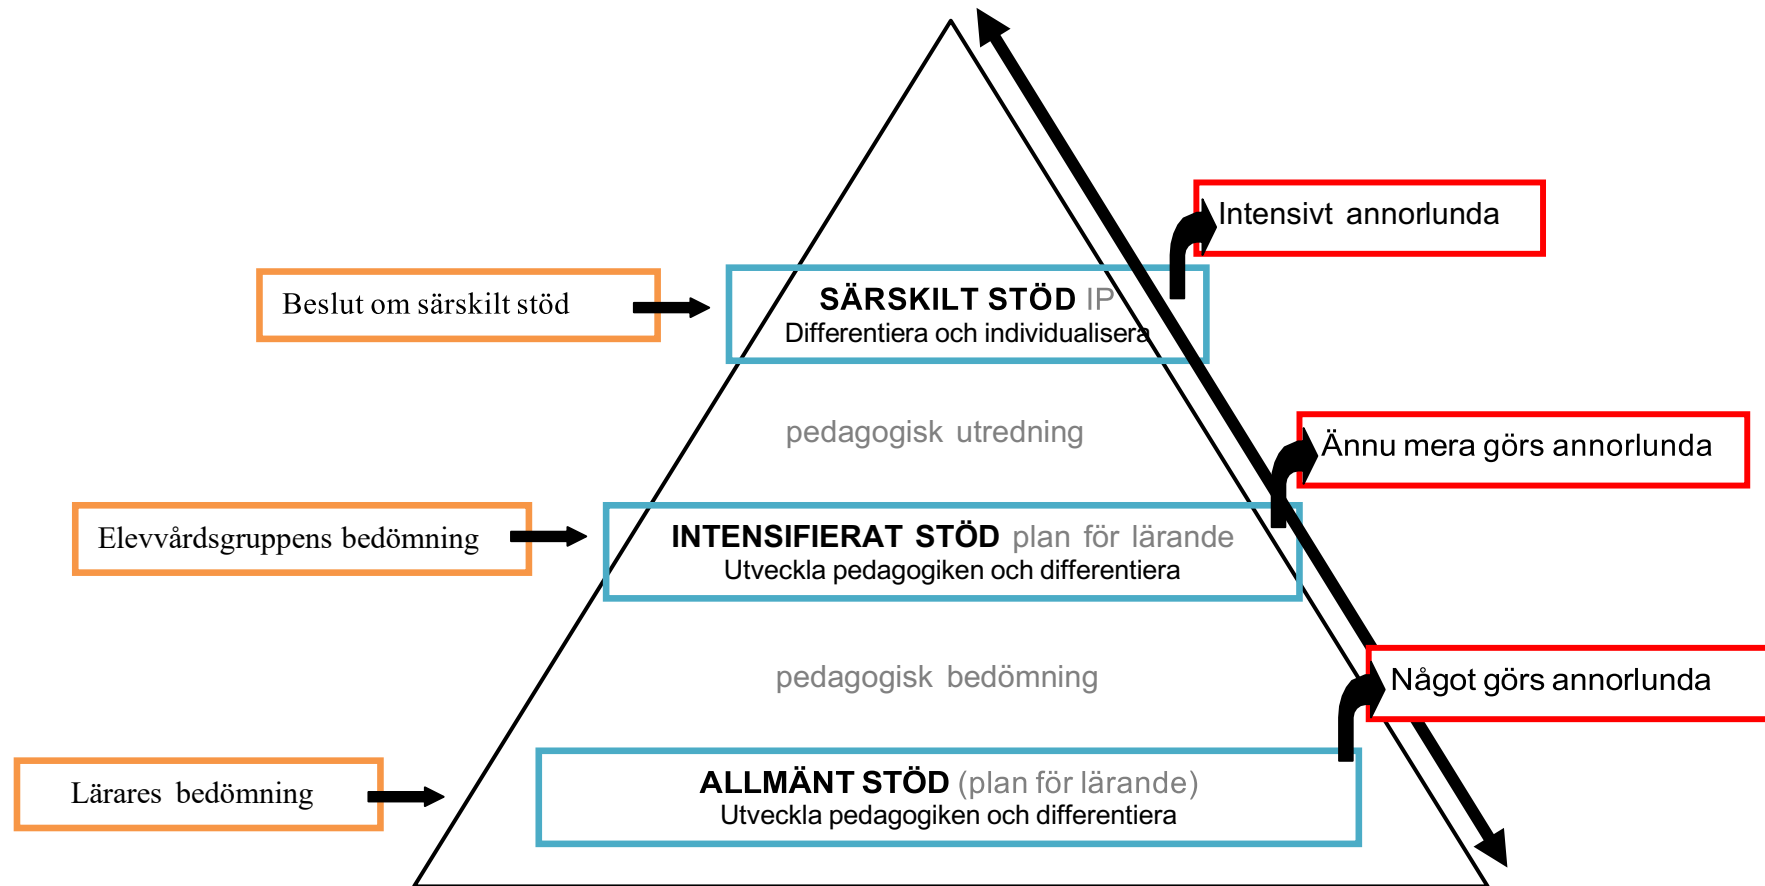 Intensivt annorlunda
Beslut om särskilt stöd
SÄRSKILT STÖD IP
Differentiera och individualisera
pedagogisk utredning
Ännu mera görs annorlunda
Elevvårdsgruppens bedömning
INTENSIFIERAT STÖD plan för lärande
Utveckla pedagogiken och differentiera
pedagogisk bedömning
Något görs annorlunda
Lärares bedömning
ALLMÄNT STÖD (plan för lärande)
Utveckla pedagogiken och differentiera